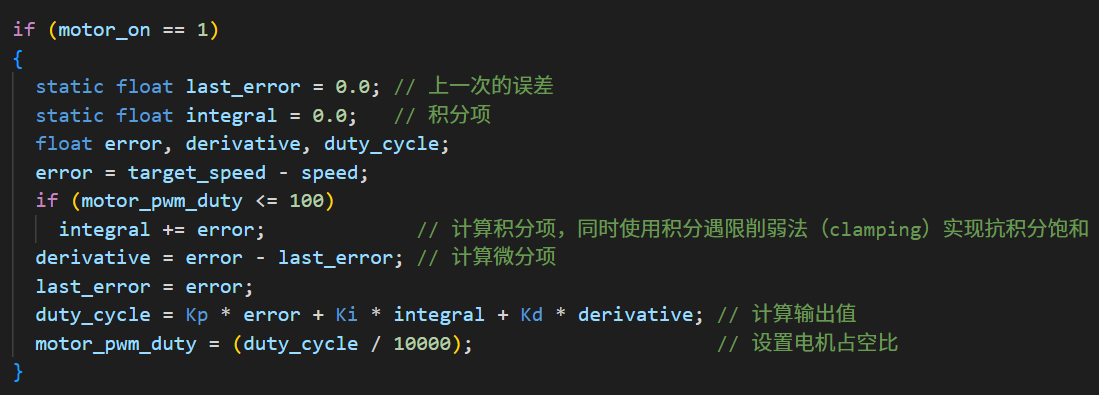 if (motor_on == 1)
{
  static float last_error = 0.0; // 上一次的误差
  static float integral = 0.0;   // 积分项
  float error, derivative, duty_cycle;
  error = target_speed - speed;
  if (motor_pwm_duty <= 100)
    integral += error;             // 计算积分项，同时使用积分遇限削弱法（clamping）实现抗积分饱和
  derivative = error - last_error; // 计算微分项
  last_error = error;
  duty_cycle = Kp * error + Ki * integral + Kd * derivative; // 计算输出值
  motor_pwm_duty = (duty_cycle / 10000);                     // 设置电机占空比
}